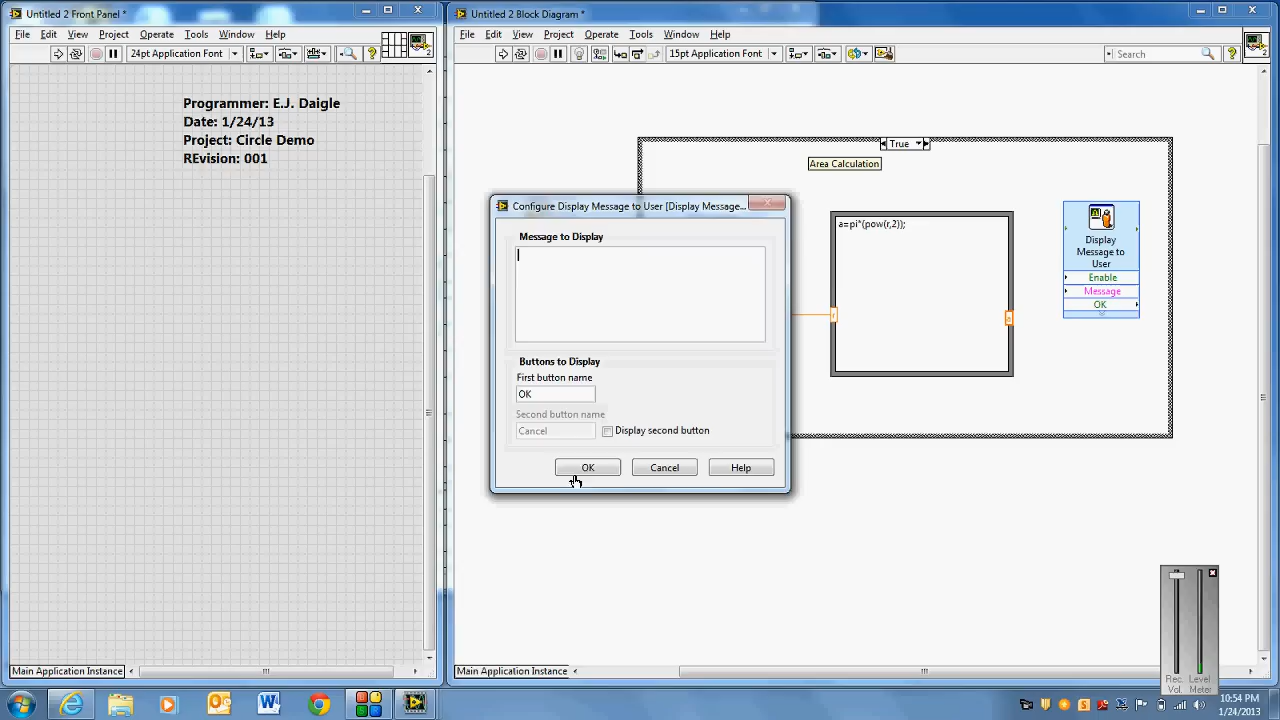 Untitled 2 Front Panel *
File Edit View Project Operate Tools Window Help
24pt Application Font
Programmer: E.J. Daigle
Date: 1/24/13
Project: Circle Demo
REvision: 001
Main Application Instance
Untitled 2 Block Diagram *
File Edit View Project Operate Tools Window Help
15pt Application Font
Search
True
Area Calculation
a=pi*(pow(r,2));
r
a
Display
Message to
User
Enable
Message
OK
Configure Display Message to User [Display Message...
Message to Display
Buttons to Display
First button name
OK
Second button name
Cancel
Display second button
OK Cancel Help
Main Application Instance
Rec. Level
Vol. Meter
10:54 PM
1/24/2013